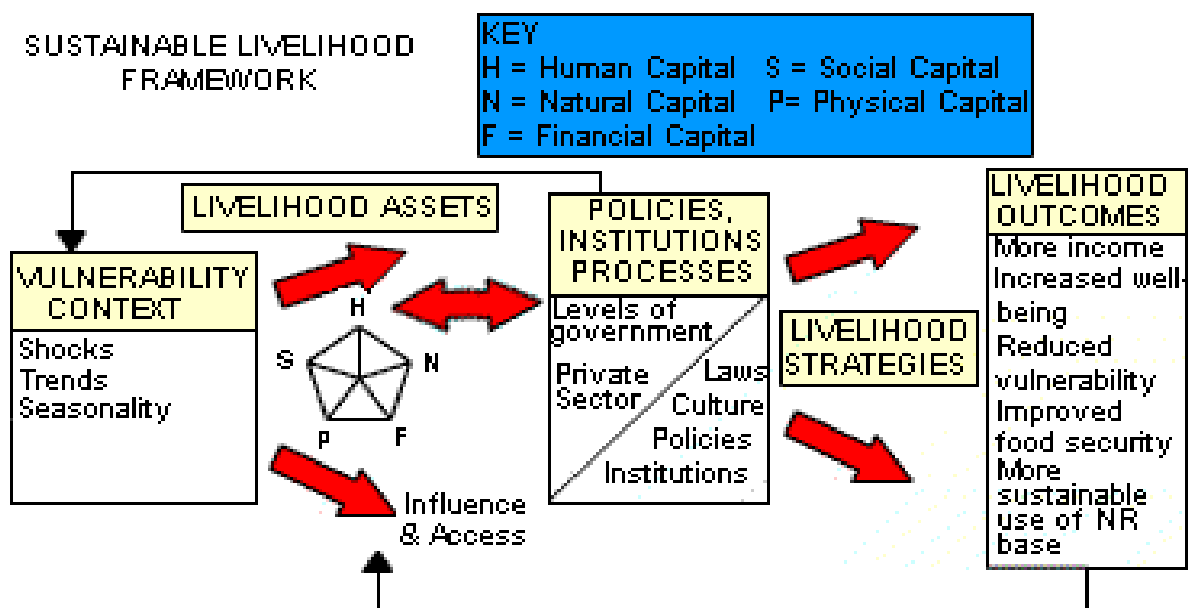 SUSTAINABLE LIVELIHOOD
FRAMEWORK
KEY
H = Human Capital S = Social Capital
N = Natural Capital P= Physical Capital
F = Financial Capital
LIVELIHOOD ASSETS
VULNERABILITY
CONTEXT
Shocks
Trends
Seasonality
H
S
N
P
F
Influence
& Access
POLICIES,
INSTITUTIONS
PROCESSES
Levels of
government
Private
Sector
Laws
Culture
Policies
Institutions
LIVELIHOOD
STRATEGIES
LIVELIHOOD
OUTCOMES
More income
Increased well-
being
Reduced
vulnerability
Improved
food security
More
sustainable
use of NR
base